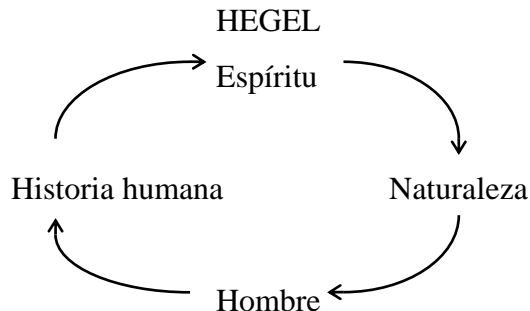 HEGEL
Espíritu
Historia humana
Naturaleza
Hombre